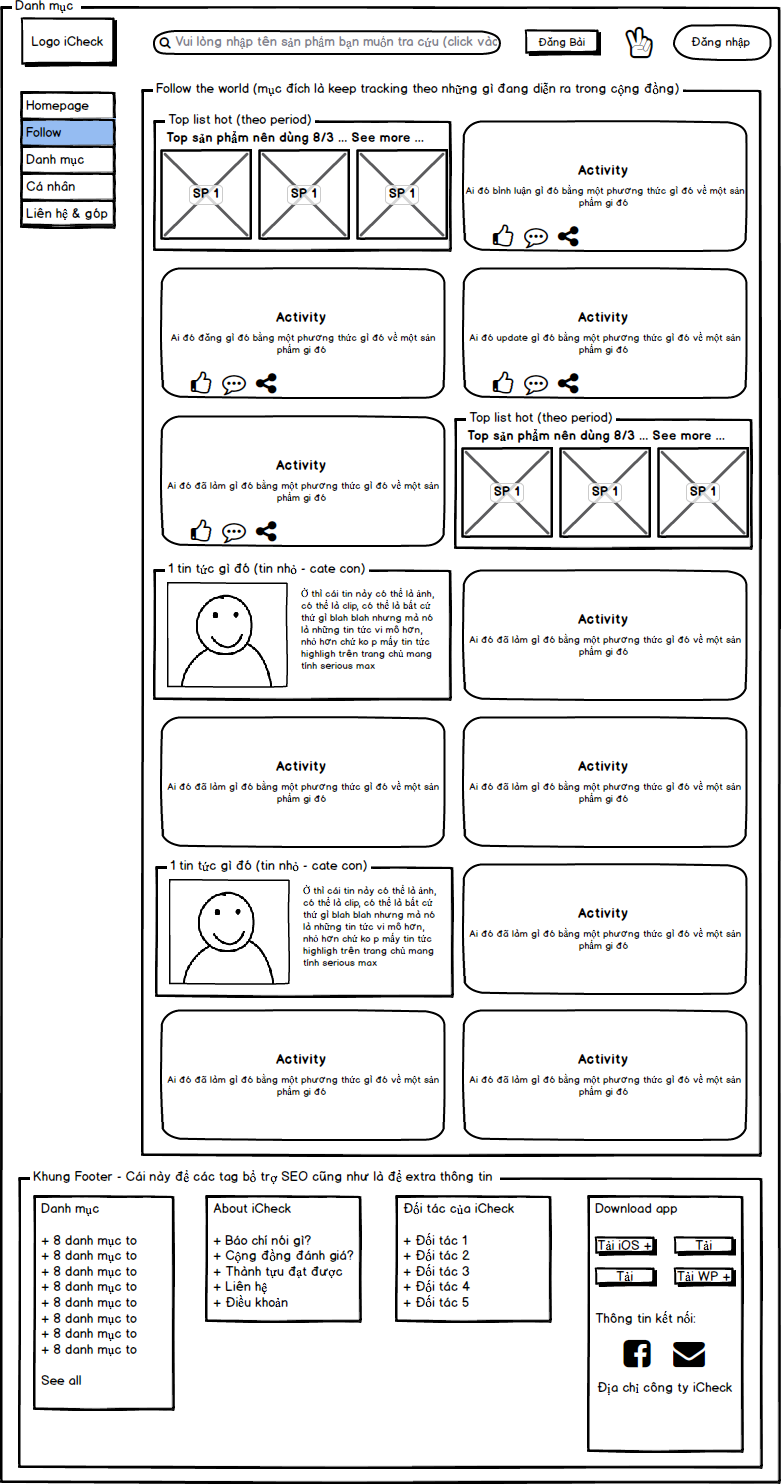 Danh mục
Logo iCheck
Vui lòng nhập tên sản phẩm bạn muốn tra cứu (click vào
Đăng Bài
Đăng nhập
Homepage
Follow
Danh mục
Cá nhân
Liên hệ & góp
Follow the world (mục đích là keep tracking theo những gì đang diễn ra trong cộng đồng)
Top list hot (theo period)
Top sản phẩm nên dùng 8/3 ... See more ...
SP 1
SP 1
SP 1
Activity
Ai đó bình luận gì đó bằng một phương thức gì đó về một sản
phẩm gi đó
Activity
Ai đó đăng gì đó bằng một phương thức gì đó về một sản
phẩm gi đó
Activity
Ai đó update gì đó bằng một phương thức gì đó về một sản
phẩm gi đó
Activity
Ai đó đã làm gì đó bằng một phương thức gì đó về một sản
phẩm gi đó
Top list hot (theo period)
Top sản phẩm nên dùng 8/3 ... See more ...
SP 1
SP 1
SP 1
1 tin tức gì đó (tin nhỏ - cate con)
Ờ thì cái tin này có thể là ảnh,
có thể là clip, có thể là bất cứ
thứ gì blah blah nhưng mà nó
là những tin tức vi mô hơn,
nhỏ hơn chứ ko p mấy tin tức
highligh trên trang chủ mang
tính serious max
Activity
Ai đó đã làm gì đó bằng một phương thức gì đó về một sản
phẩm gi đó
Activity
Ai đó đã làm gì đó bằng một phương thức gì đó về một sản
phẩm gi đó
Activity
Ai đó đã làm gì đó bằng một phương thức gì đó về một sản
phẩm gi đó
1 tin tức gì đó (tin nhỏ - cate con)
Ờ thì cái tin này có thể là ảnh,
có thể là clip, có thể là bất cứ
thứ gì blah blah nhưng mà nó
là những tin tức vi mô hơn,
nhỏ hơn chứ ko p mấy tin tức
highligh trên trang chủ mang
tính serious max
Activity
Ai đó đã làm gì đó bằng một phương thức gì đó về một sản
phẩm gi đó
Activity
Ai đó đã làm gì đó bằng một phương thức gì đó về một sản
phẩm gi đó
Activity
Ai đó đã làm gì đó bằng một phương thức gì đó về một sản
phẩm gi đó
Khung Footer - Cái này để các tag bổ trợ SEO cũng như là để extra thông tin
Danh mục
+ 8 danh mục to
+ 8 danh mục to
+ 8 danh mục to
+ 8 danh mục to
+ 8 danh mục to
+ 8 danh mục to
+ 8 danh mục to
+ 8 danh mục to
See all
About iCheck
+ Báo chí nói gì?
+ Cộng đồng đánh giá?
+ Thành tựu đạt được
+ Liên hệ
+ Điều khoản
Đối tác của iCheck
+ Đối tác 1
+ Đối tác 2
+ Đối tác 3
+ Đối tác 4
+ Đối tác 5
Download app
Tải iOS +
Tải
Tải
Tải WP +
Thông tin kết nối:
Địa chỉ công ty iCheck